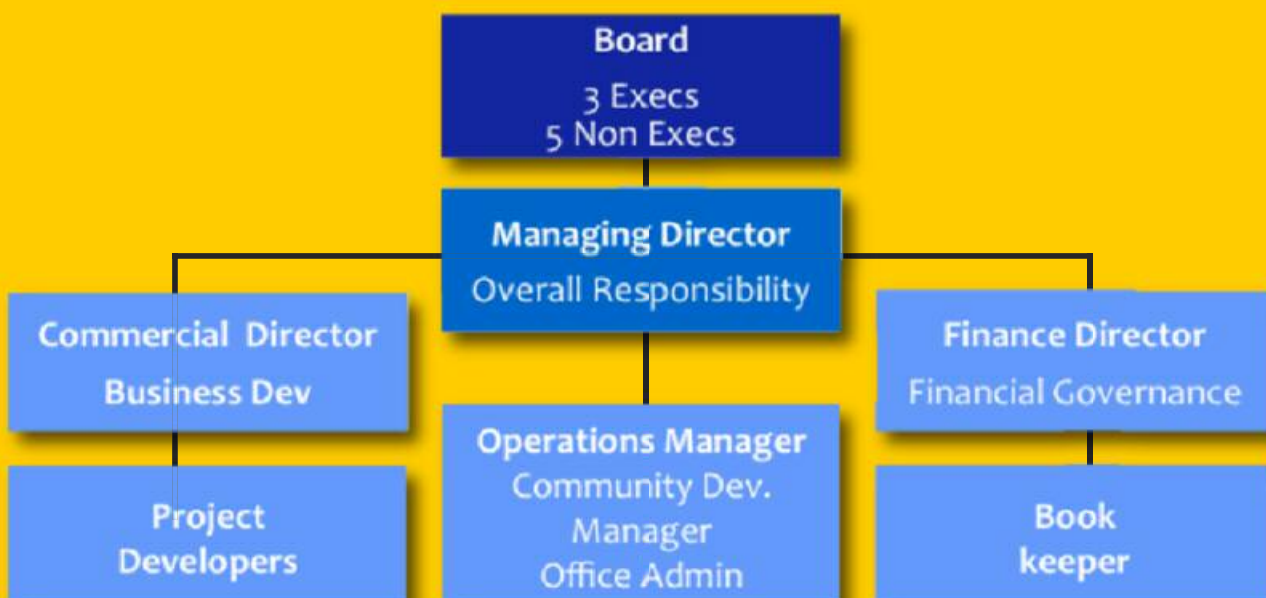 Board
3 Execs
5 Non Execs
Managing Director
Overall Responsibility
Commercial Director
Business Dev
Finance Director
Financial Governance
Operations Manager
Community Dev.
Manager
Office Admin
Project
Developers
Book
keeper